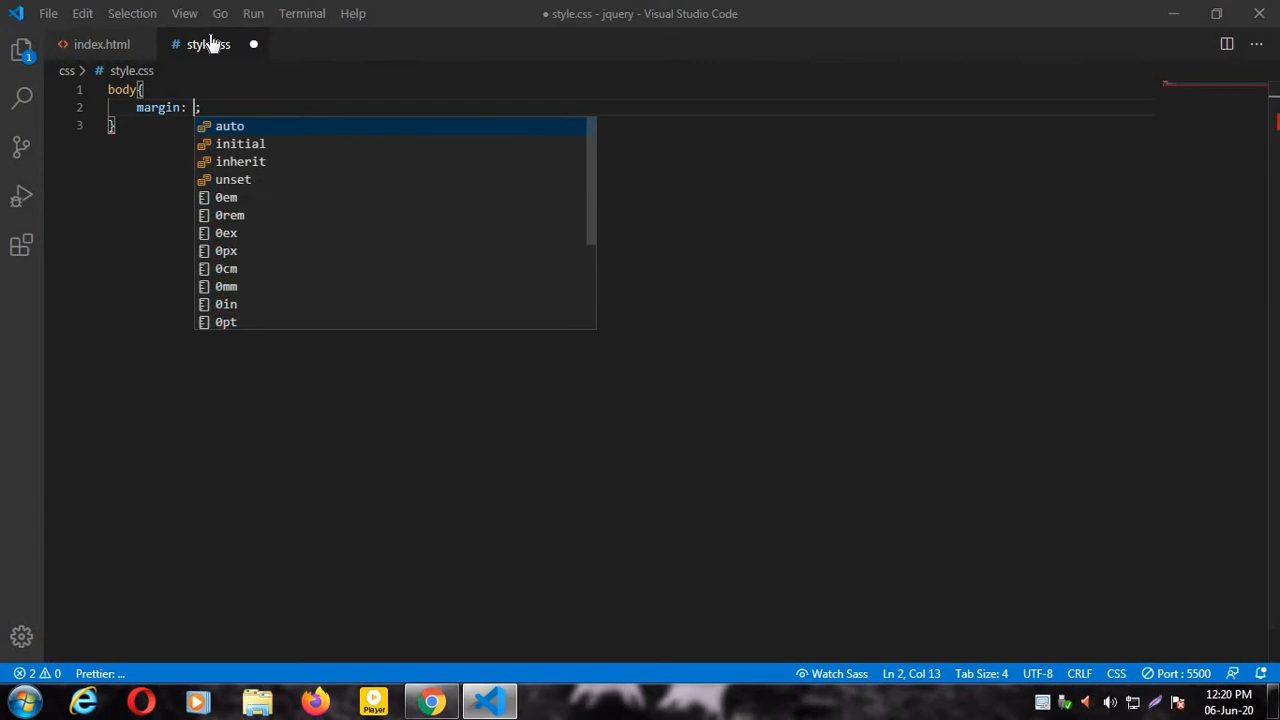 File Edit Selection View Go Run Terminal Help
● style.css - jquery - Visual Studio Code
<> index.html
# style.css ●
css > # style.css
1 body{
2 margin: ;
3 }
auto
initial
inherit
unset
0em
0rem
0ex
0px
0cm
0mm
0in
0pt
1
2 0 Prettier: ... Watch Sass Ln 2, Col 13 Tab Size: 4 UTF-8 CRLF CSS Port : 5500
Player
12:20 PM
06-Jun-20